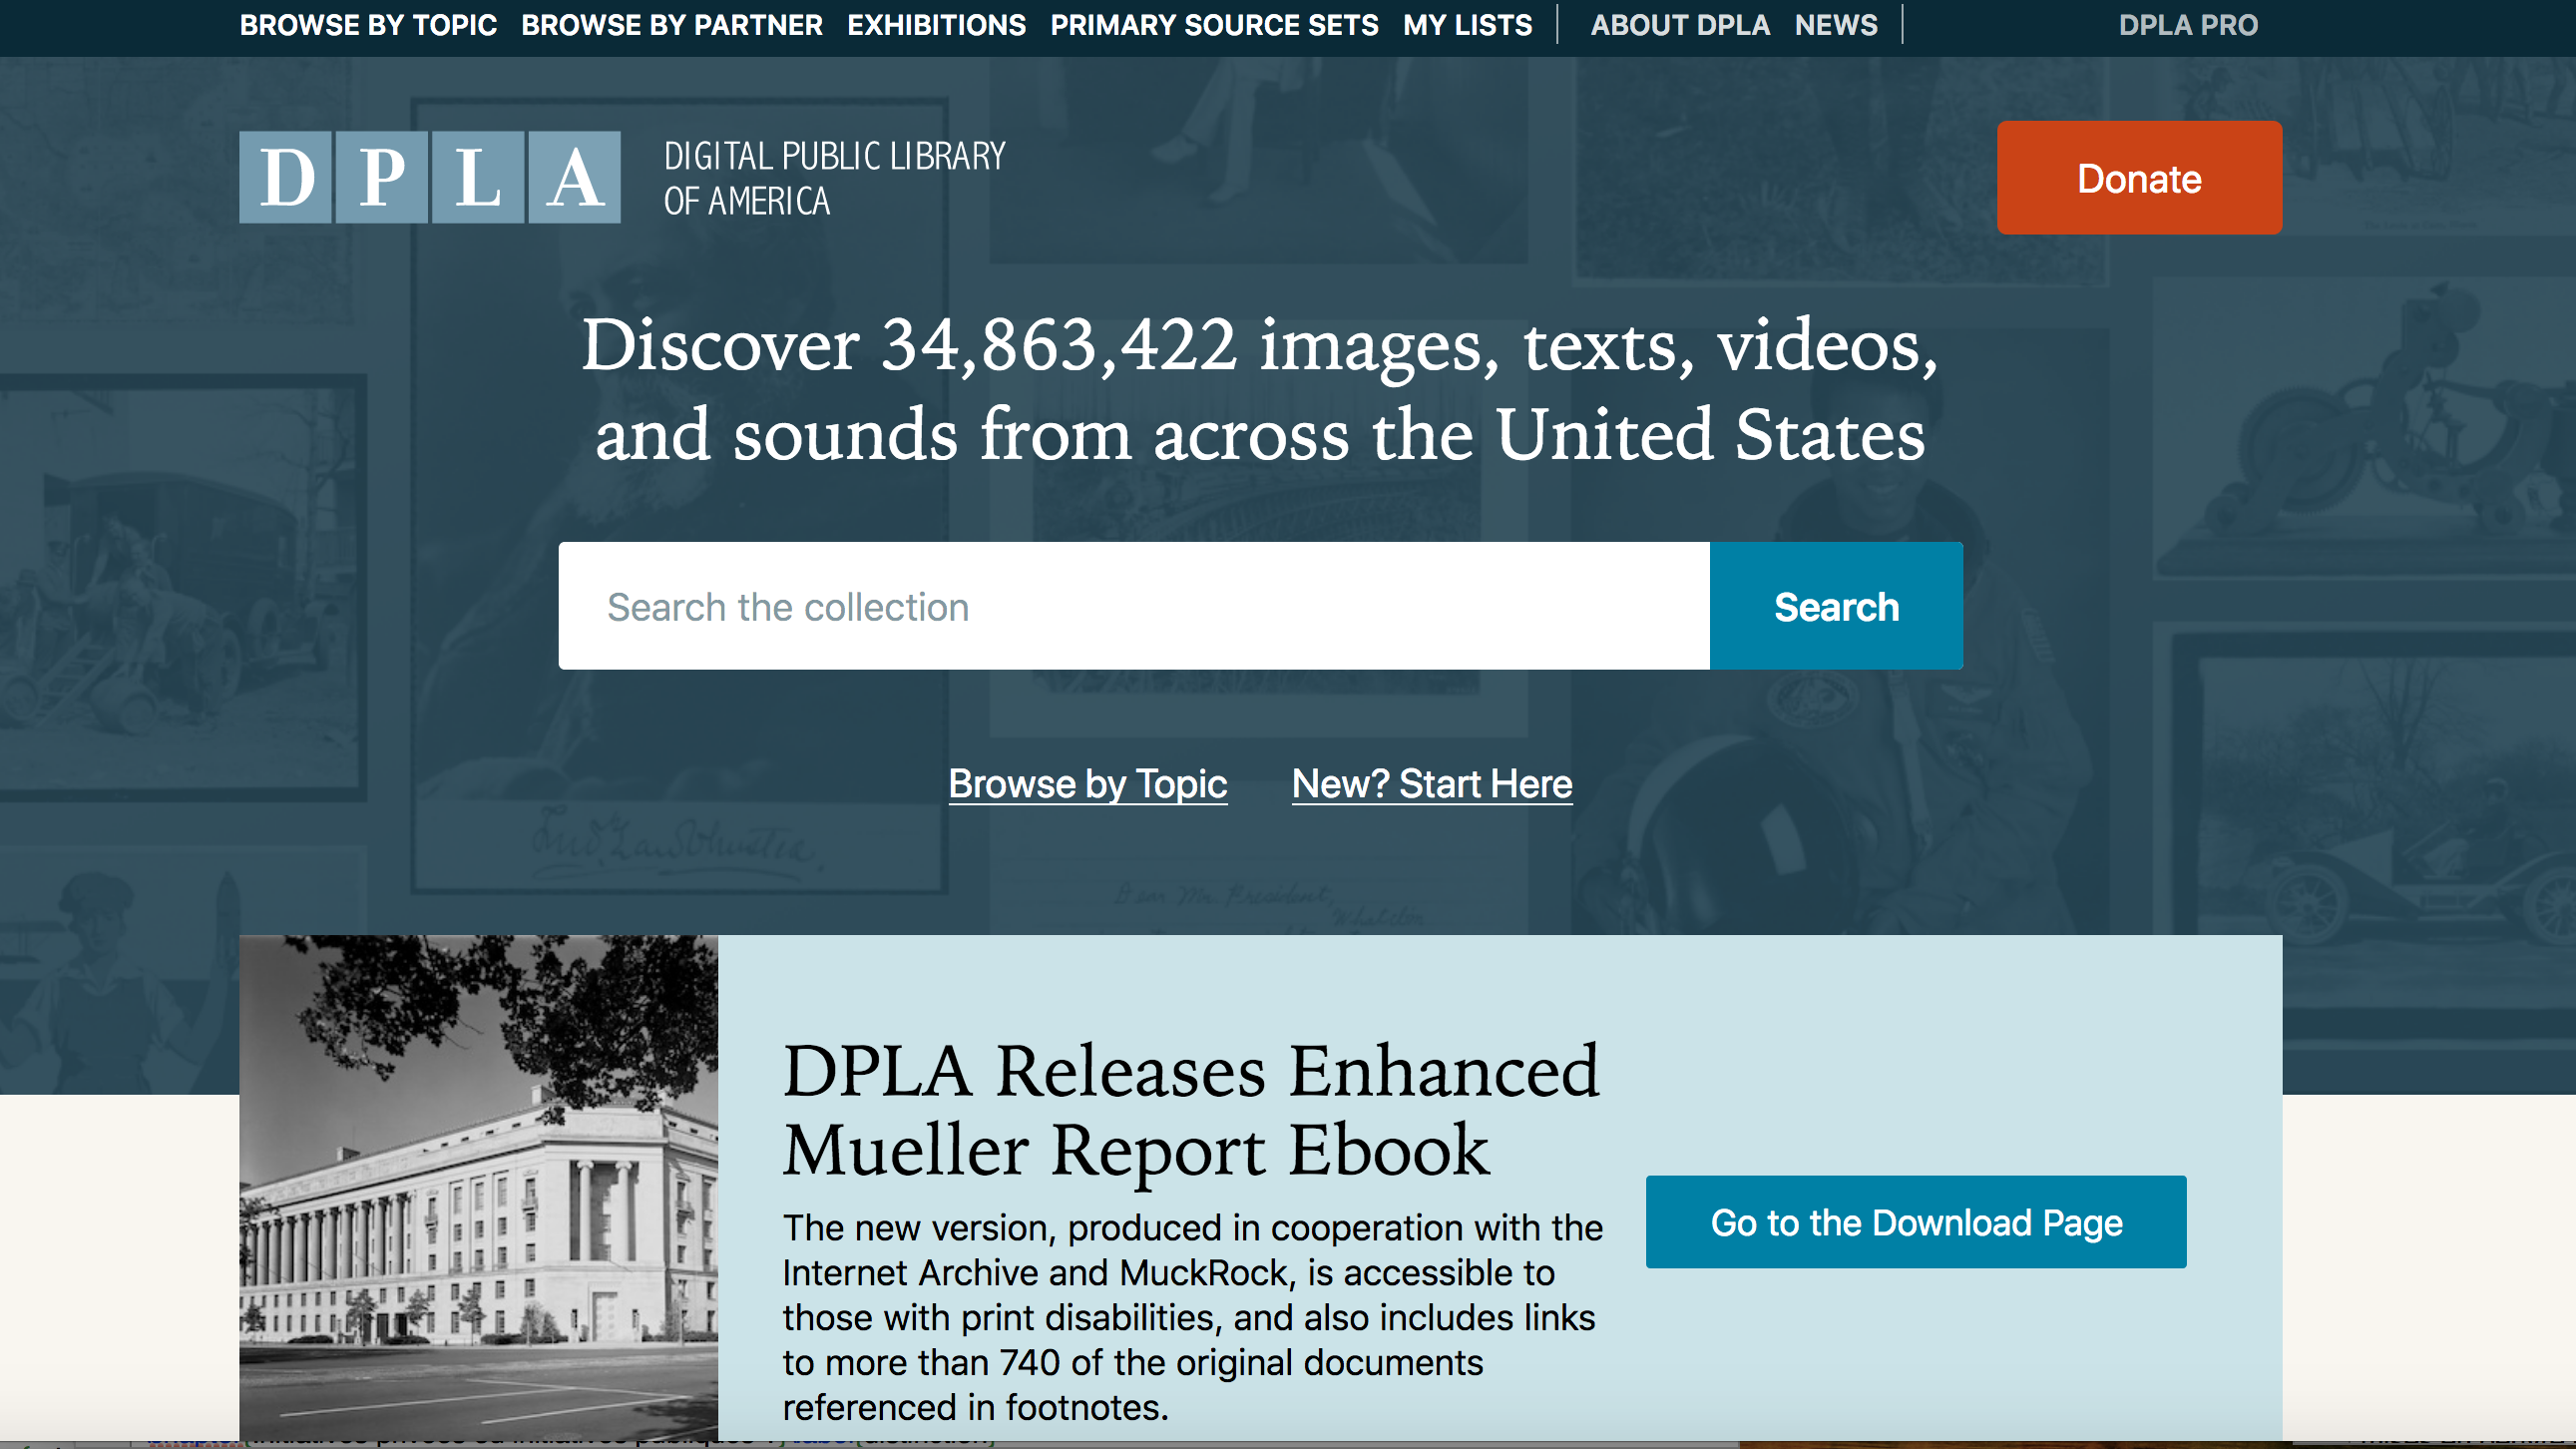 BROWSE BY TOPIC BROWSE BY PARTNER EXHIBITIONS PRIMARY SOURCE SETS MY LISTS ABOUT DPLA NEWS DPLA PRO
DPLA
DIGITAL PUBLIC LIBRARY
OF AMERICA
Donate
Discover 34,863,422 images, texts, videos,
and sounds from across the United States
Search the collection
Search
Browse by Topic New? Start Here
Dear Mr. President,
DPLA Releases Enhanced
Mueller Report Ebook
The new version, produced in cooperation with the
Internet Archive and MuckRock, is accessible to
those with print disabilities, and also includes links
to more than 740 of the original documents
referenced in footnotes.
Go to the Download Page